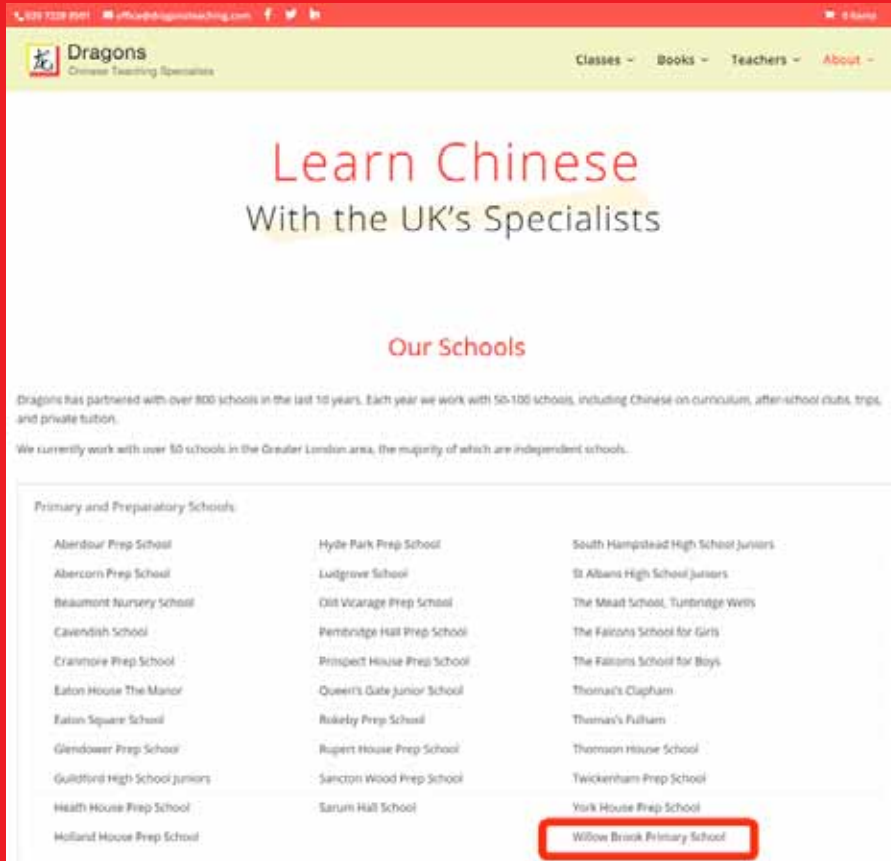 office@dragonsteaching.com
0 Items
龙
Dragons
Chinese Teaching Specialists
Classes
Books
Teachers
About
Learn Chinese
With the UK's Specialists
Our Schools
Dragons has partnered with over 800 schools in the last 10 years. Each year we work with 50-100 schools, including Chinese on curriculum, after-school clubs, trips,
and private tuition.
We currently work with over 50 schools in the Greater London area, the majority of which are independent schools.
Primary and Preparatory Schools:
Aberdour Prep School Hyde Park Prep School South Hampstead High School Juniors
Abercorn Prep School Ludgrove School St Albans High School Juniors
Beaumont Nursery School Old Vicarage Prep School The Mead School, Tunbridge Wells
Cavendish School Pembridge Hall Prep School The Falcons School for Girls
Cranmore Prep School Prospect House Prep School The Falcons School for Boys
Eaton House The Manor Queen's Gate Junior School Thomas's Clapham
Eaton Square School Rokeby Prep School Thomas's Fulham
Glendower Prep School Rupert House Prep School Thomson House School
Guildford High School Juniors Sancton Wood Prep School Twickenham Prep School
Heath House Prep School Sarum Hall School York House Prep School
Holland House Prep School Willow Brook Primary School